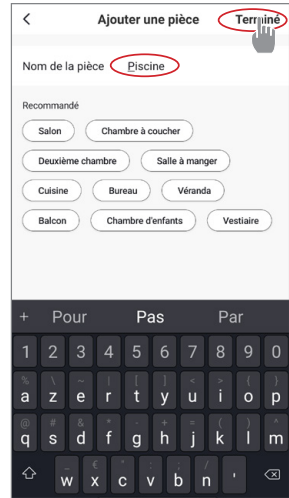 Ajouter une pièce Terminé
Nom de la pièce Piscine
Recommandé
Salon Chambre à coucher
Deuxième chambre Salle à manger
Cuisine Bureau Véranda
Balcon Chambre d'enfants Vestiaire
+ Pour Pas Par
1 2 3 4 5 6 7 8 9 0
% \ ~ | [ ] < > { }
a z e r t y u i o p
@ # & * - + = ( ) ^
q s d f g h j k l m
_ € " : ; ! /
w x c v b n '